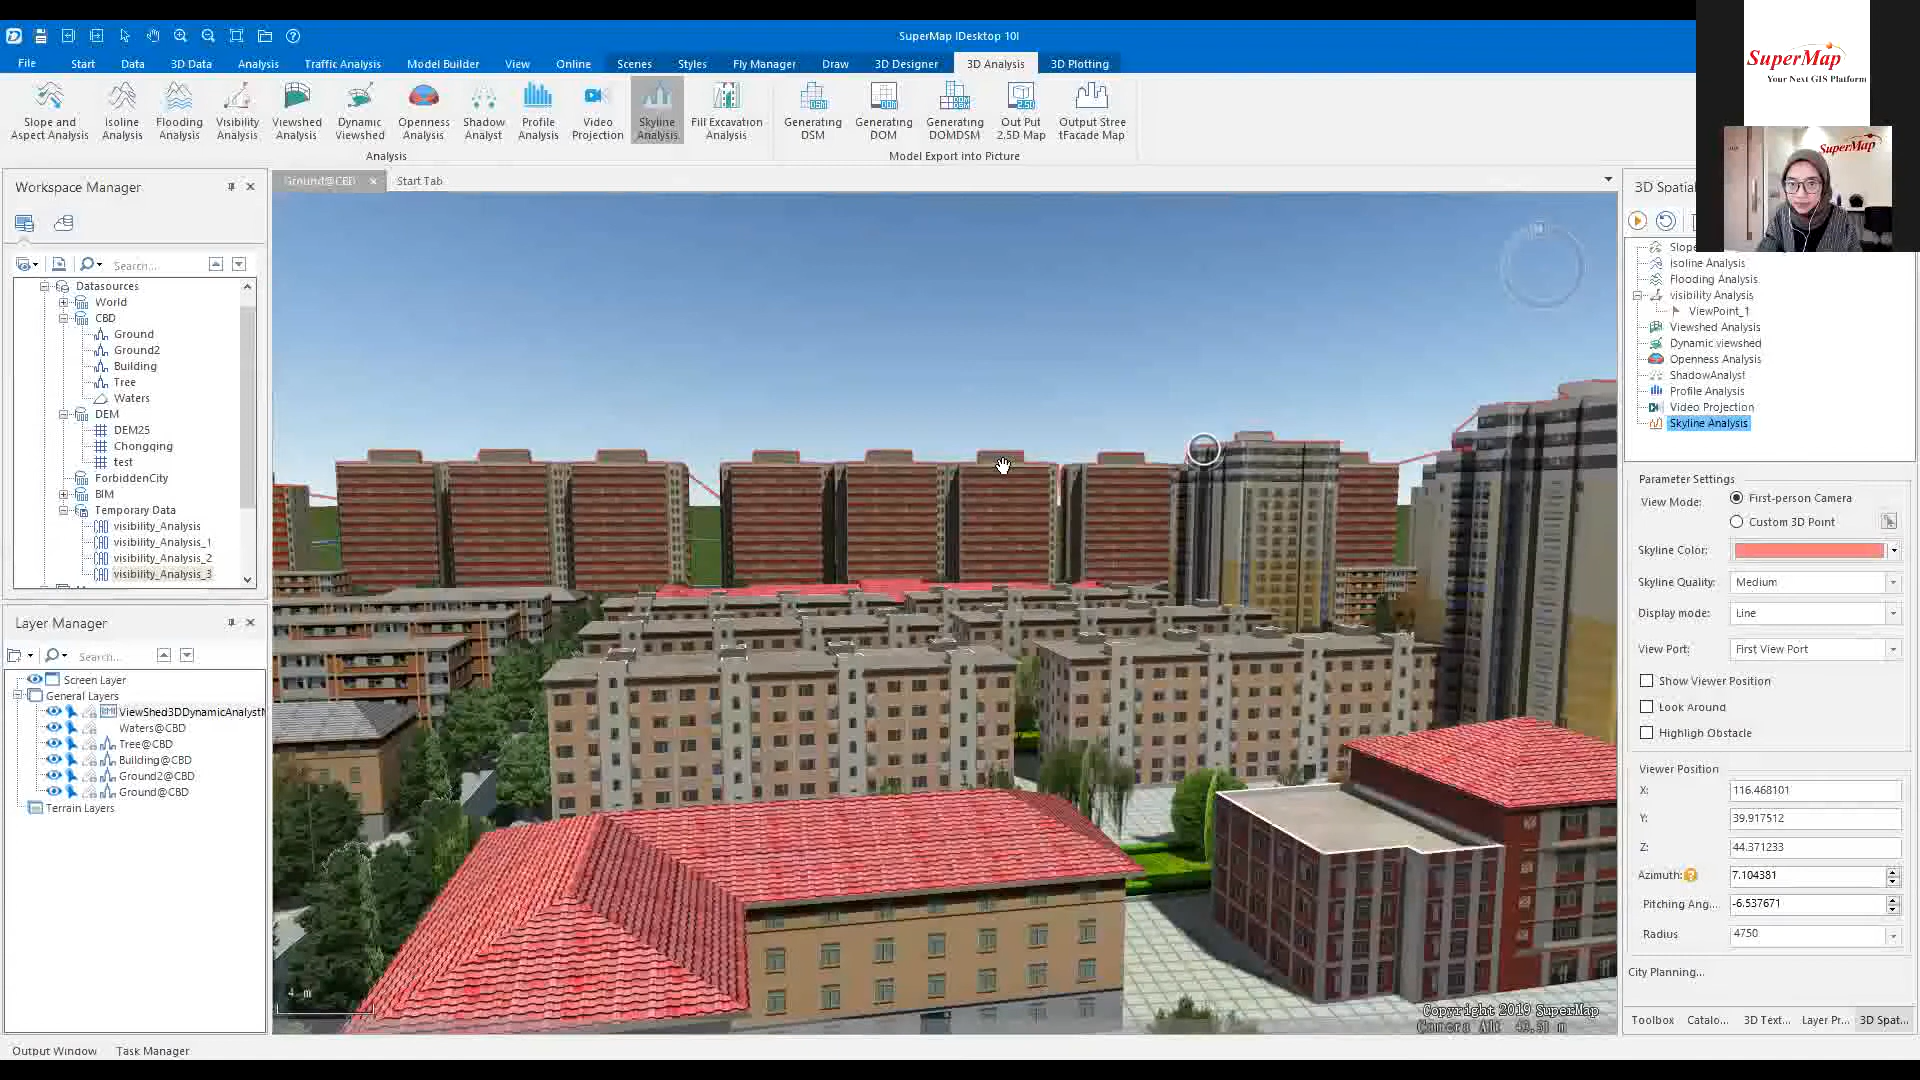 SuperMap IDesktop 10I
File Start Data 3D Data Analysis Traffic Analysis Model Builder View Online Scenes Styles Fly Manager Draw 3D Designer 3D Analysis 3D Plotting
Slope and Aspect Analysis
Isoline Analysis
Flooding Analysis
Visibility Analysis
Viewshed Analysis
Dynamic Viewshed
Openness Analysis
Shadow Analyst
Profile Analysis
Video Projection
Skyline Analysis
Fill Excavation Analysis
Generating DSM
Generating DOM
Generating DOMDSM
Out Put 2.5D Map
Output Stree tFacade Map
Analysis
Model Export into Picture
SuperMap
Your Next GIS Platform
SuperMap
Workspace Manager
Search...
Datasources
World
CBD
Ground
Ground2
Building
Tree
Waters
DEM
DEM25
Chongqing
test
ForbiddenCity
BIM
Temporary Data
visibility_Analysis
visibility_Analysis_1
visibility_Analysis_2
visibility_Analysis_3
Layer Manager
Search...
Screen Layer
General Layers
ViewShed3DDynamicAnalyst
Waters@CBD
Tree@CBD
Building@CBD
Ground2@CBD
Ground@CBD
Terrain Layers
Output Window Task Manager
Ground@CBD Start Tab
4 m
Copyright 2019 SuperMap
3D Spatia
Slope
Isoline Analysis
Flooding Analysis
visibility Analysis
ViewPoint_1
Viewshed Analysis
Dynamic viewshed
Openness Analysis
ShadowAnalyst
Profile Analysis
Video Projection
Skyline Analysis
Parameter Settings
View Mode: First-person Camera
Custom 3D Point
Skyline Color:
Skyline Quality: Medium
Display mode: Line
View Port: First View Port
Show Viewer Position
Look Around
Highligh Obstacle
Viewer Position
X: 116.468101
Y: 39.917512
Z: 44.371233
Azimuth: 7.104381
Pitching Ang... -6.537671
Radius 4750
City Planning...
Toolbox Catalo... 3D Text... Layer Pr... 3D Spat...